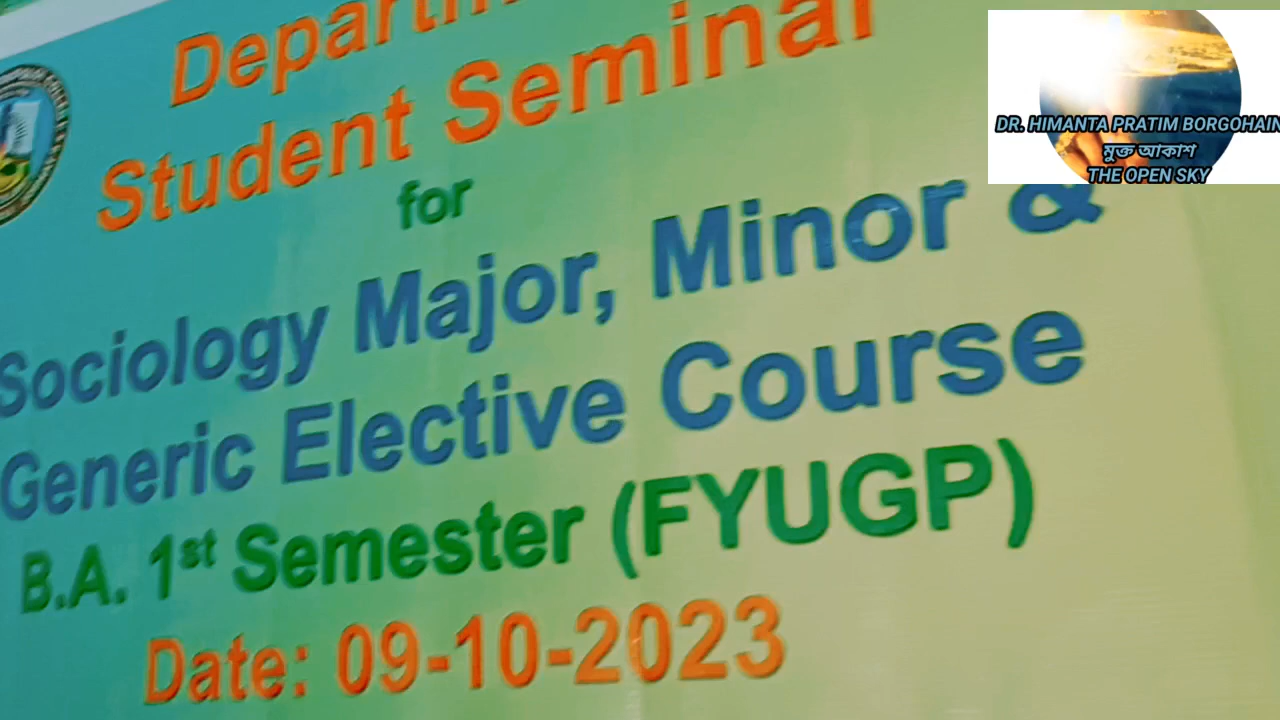 Student Seminar
for
Sociology Major, Minor &
Generic Elective Course
B.A. 1st Semester (FYUGP)
Date: 09-10-2023
DR. HIMANTA PRATIM BORGOHAIN
মুক্ত আকাশ
THE OPEN SKY